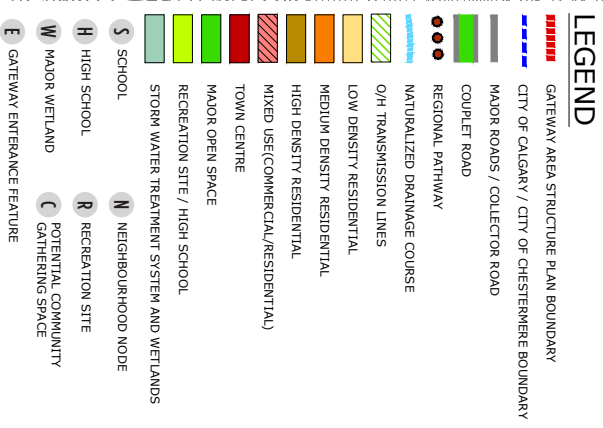 LEGEND
GATEWAY AREA STRUCTURE PLAN BOUNDARY
CITY OF CALGARY / CITY OF CHESTERMERE BOUNDARY
MAJOR ROADS / COLLECTOR ROAD
COUPLET ROAD
REGIONAL PATHWAY
NATURALIZED DRAINAGE COURSE
O/H TRANSMISSION LINES
LOW DENSITY RESIDENTIAL
MEDIUM DENSITY RESIDENTIAL
HIGH DENSITY RESIDENTIAL
MIXED USE(COMMERCIAL/RESIDENTIAL)
TOWN CENTRE
MAJOR OPEN SPACE
RECREATION SITE / HIGH SCHOOL
STORM WATER TREATMENT SYSTEM AND WETLANDS
S SCHOOL
N NEIGHBOURHOOD NODE
H HIGH SCHOOL
R RECREATION SITE
W MAJOR WETLAND
C POTENTIAL COMMUNITY
GATHERING SPACE
E GATEWAY ENTERANCE FEATURE